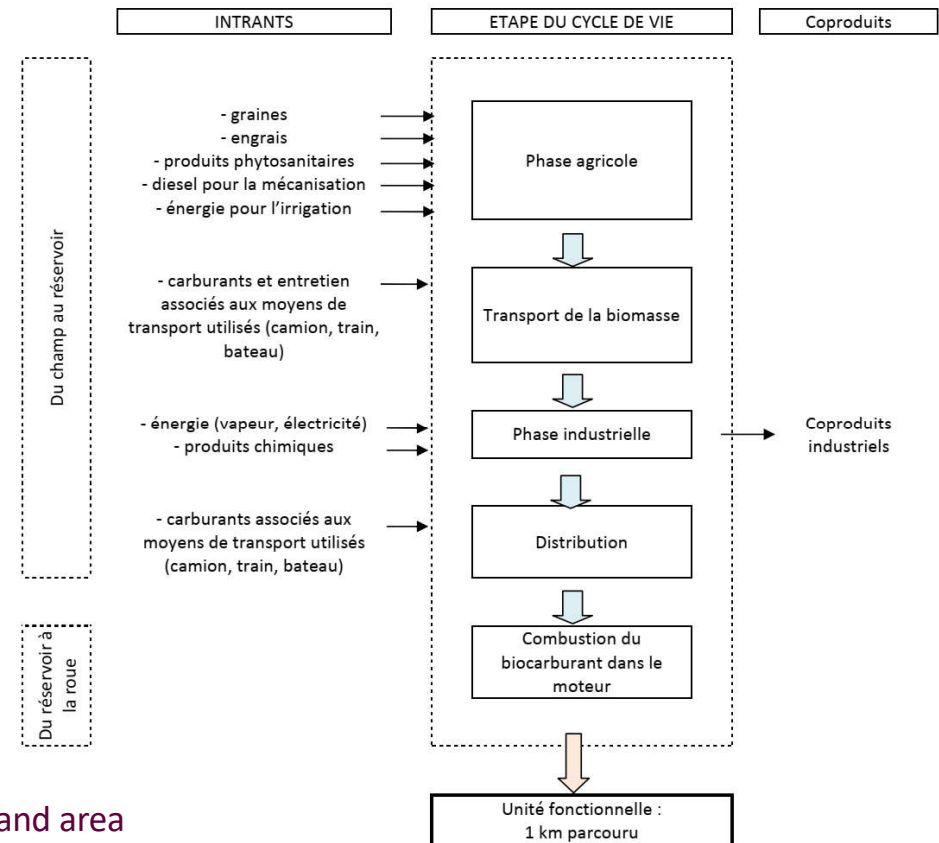 INTRANTS
ETAPE DU CYCLE DE VIE
Coproduits
Du champ au réservoir
- graines
- engrais
- produits phytosanitaires
- diesel pour la mécanisation
- énergie pour l'irrigation
Phase agricole
- carburants et entretien
associés aux moyens de
transport utilisés (camion, train,
bateau)
Transport de la biomasse
- énergie (vapeur, électricité)
- produits chimiques
Phase industrielle
Coproduits
industriels
- carburants associés aux
moyens de transport utilisés
(camion, train, bateau)
Distribution
Du réservoir à
la roue
Combustion du
biocarburant dans le
moteur
Unité fonctionnelle :
1 km parcouru
and area